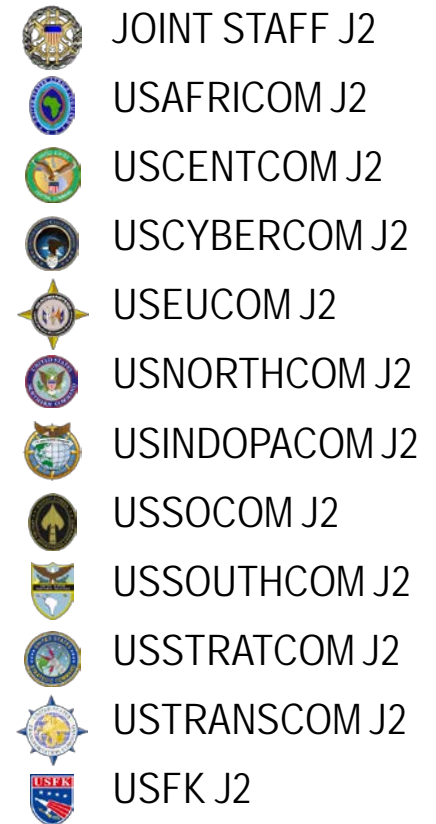 JOINT STAFF J2
USAFRICOM J2
USCENTCOM J2
USCYBERCOM J2
USEUCOM J2
USNORTHCOM J2
USINDOPACOM J2
USSOCOM J2
USSOUTHCOM J2
USSTRATCOM J2
USTRANSCOM J2
USFK
USFK J2